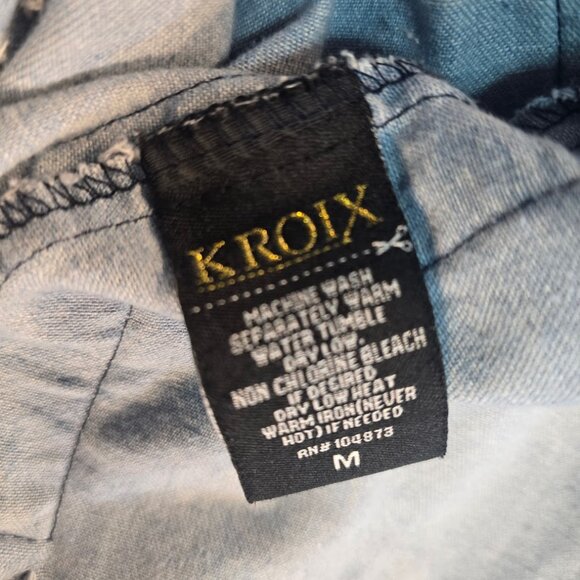 KROIX
MACHINE WASH
SEPARATELY WARM
WATER TUMBLE
DRY LOW.
NON CHLORINE BLEACH
IF DESIRED
DRY LOW HEAT
WARM IRON(NEVER
HOT) IF NEEDED
RN# 104873
M